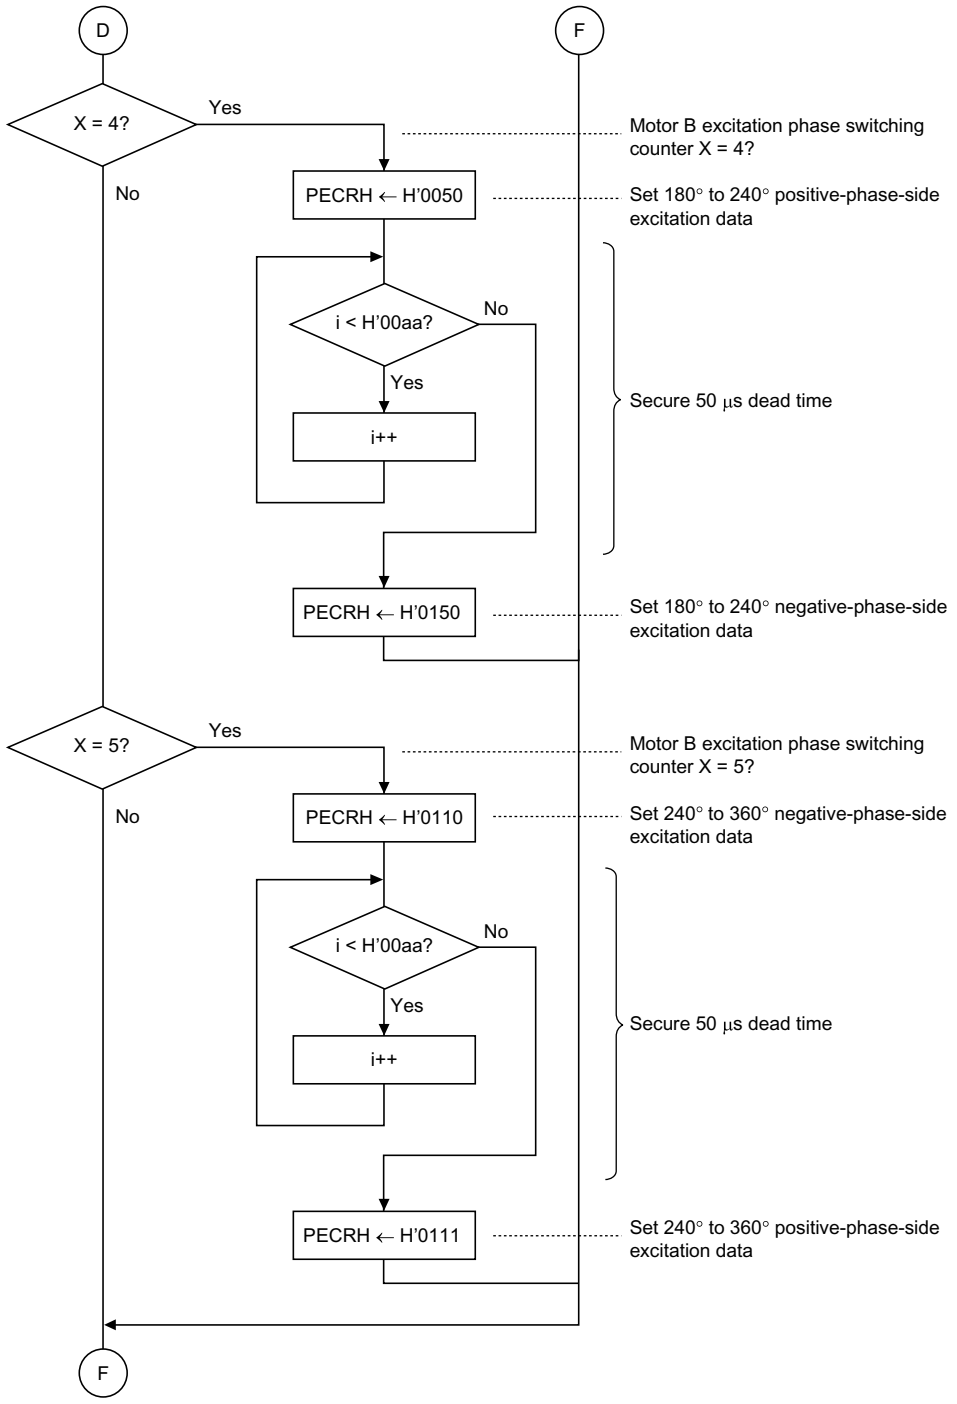 D
F
X = 4?
Yes
No
Motor B excitation phase switching
counter X = 4?
PECRH ← H'0050
Set 180° to 240° positive-phase-side
excitation data
i < H'00aa?
No
Yes
i++
Secure 50 μs dead time
PECRH ← H'0150
Set 180° to 240° negative-phase-side
excitation data
X = 5?
Yes
No
Motor B excitation phase switching
counter X = 5?
PECRH ← H'0110
Set 240° to 360° negative-phase-side
excitation data
i < H'00aa?
No
Yes
i++
Secure 50 μs dead time
PECRH ← H'0111
Set 240° to 360° positive-phase-side
excitation data
F